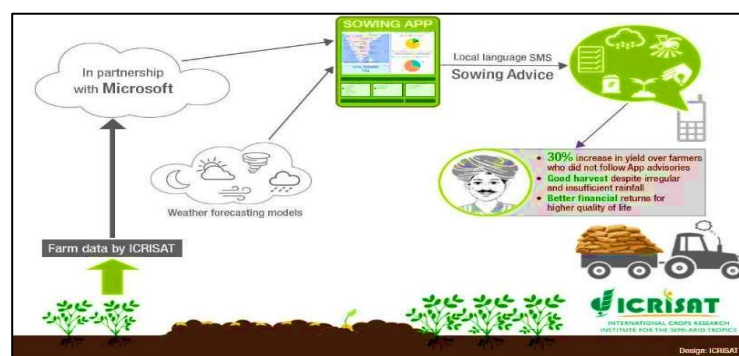 SOWING APP
In partnership
with Microsoft
Local language SMS
Sowing Advice
Weather forecasting models
• 30% increase in yield over farmers
who did not follow App advisories
• Good harvest despite irregular
and insufficient rainfall
• Better financial returns for
higher quality of life
Farm data by ICRISAT
ICRISAT
INTERNATIONAL CROPS RESEARCH
INSTITUTE FOR THE SEMI-ARID TROPICS
Design: ICRISAT